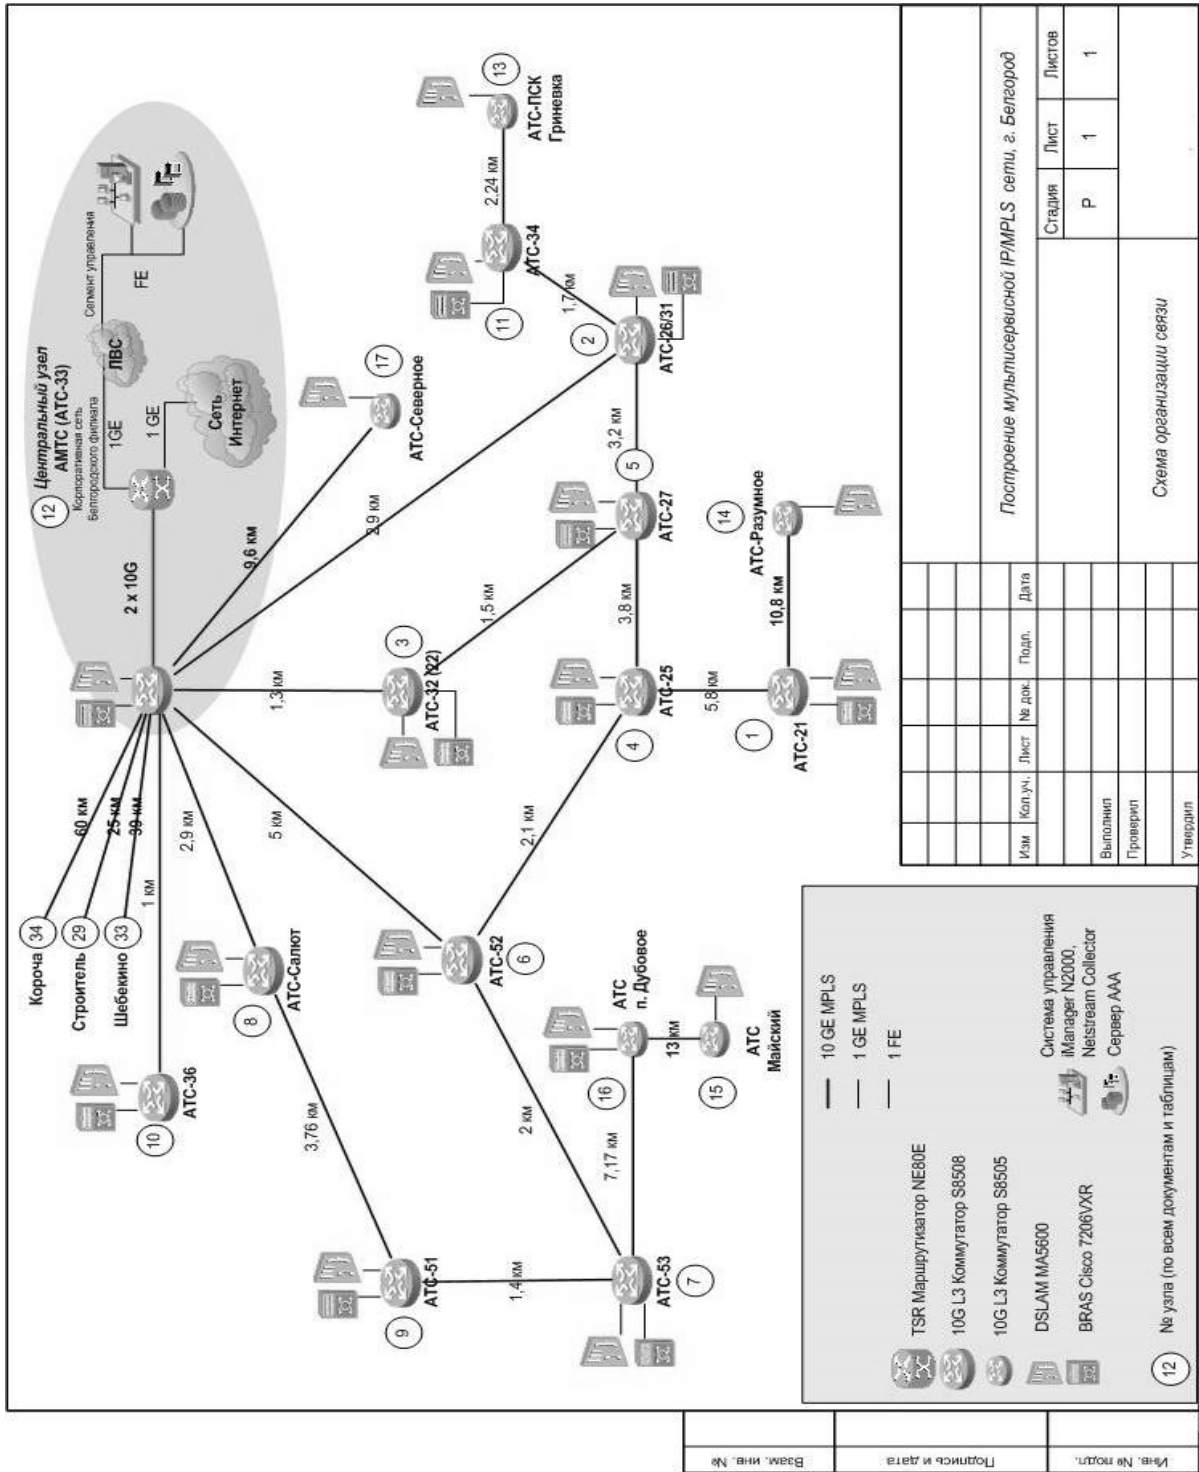 12
Центральный узел
АМТС (АТС-33)
Корпоративная сеть
Белгородского филиала
Сегмент управления
1GE
ЛВС
FE
1 GE
Сеть
Интернет
2 x 10G
Короча
34
60 км
Строитель
29
25 км
Шебекино
33
39 км
1 км
10
АТС-36
2,9 км
8
АТС-Салют
3,76 км
9
АТС-51
1,4 км
7
АТС-53
2 км
5 км
6
АТС-52
2,1 км
1,3 км
3
АТС-32 (22)
1,5 км
9,6 км
17
АТС-Северное
2,9 км
2
АТС-26/31
1,7 км
11
АТС-34
2,24 км
13
АТС-ПСК
Гриневка
3,2 км
5
АТС-27
3,8 км
4
АТС-25
5,8 км
1
АТС-21
10,8 км
14
АТС-Разумное
7,17 км
16
АТС
п. Дубовое
13 км
15
АТС
Майский
TSR Маршрутизатор NE80E
10G L3 Коммутатор S8508
10G L3 Коммутатор S8505
DSLAM MA5600
BRAS Cisco 7206VXR
12
№ узла (по всем документам и таблицам)
10 GE MPLS
1 GE MPLS
1 FE
Система управления
iManager N2000,
Netstream Collector
Сервер AAA
Изм
Кол.уч.
Лист
№ док.
Подп.
Дата
Выполнил
Проверил
Утвердил
Построение мультисервисной IP/MPLS сети, г. Белгород
Стадия
Лист
Листов
Р
1
1
Схема организации связи
Взам. инв. №
Подпись и дата
Инв. № подл.